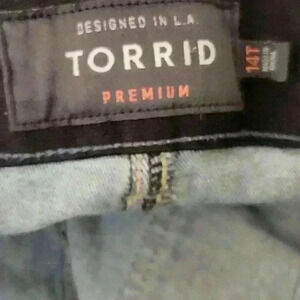 DESIGNED IN L.A.
TORRID
PREMIUM
14T